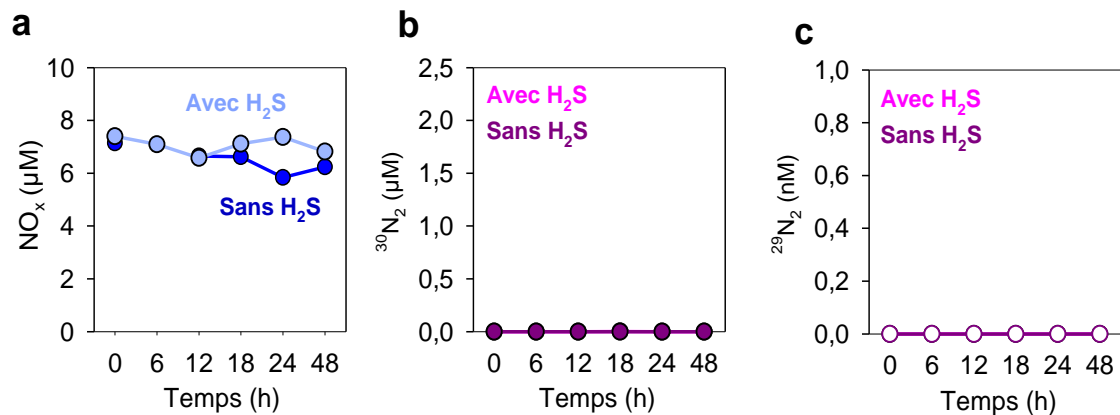 a
10
8
6
4
2
0
NOx (µM)
Avec H2S
Sans H2S
0 6 12 18 24 48
Temps (h)
b
2,5
2,0
1,5
1,0
0,5
0,0
³⁰N₂ (µM)
Avec H2S
Sans H2S
0 6 12 18 24 48
Temps (h)
c
1,0
0,8
0,6
0,4
0,2
0,0
²⁹N₂ (nM)
Avec H2S
Sans H2S
0 6 12 18 24 48
Temps (h)